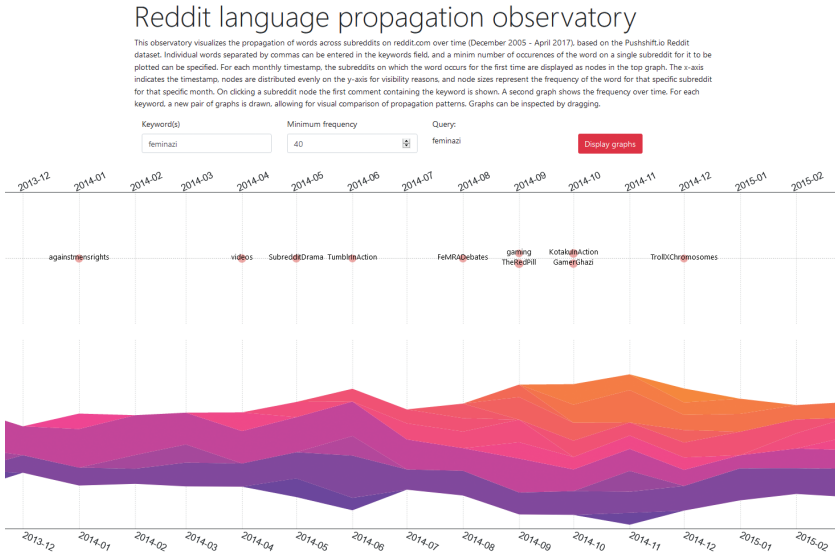 Reddit language propagation observatory
This observatory visualizes the propagation of words across subreddits on reddit.com over time (December 2005 - April 2017), based on the Pushshift.io Reddit
dataset. Individual words separated by commas can be entered in the keywords field, and a minim number of occurences of the word on a single subreddit for it to be
plotted can be specified. For each monthly timestamp, the subreddits on which the word occurs for the first time are displayed as nodes in the top graph. The x-axis
indicates the timestamp, nodes are distributed evenly on the y-axis for visibility reasons, and node sizes represent the frequency of the word for that specific subreddit
for that specific month. On clicking a subreddit node the first comment containing the keyword is shown. A second graph shows the frequency over time. For each
keyword, a new pair of graphs is drawn, allowing for visual comparison of propagation patterns. Graphs can be inspected by dragging.
Keyword(s) Minimum frequency Query:
feminazi 40 feminazi Display graphs
2013-12 2014-01 2014-02 2014-03 2014-04 2014-05 2014-06 2014-07 2014-08 2014-09 2014-10 2014-11 2014-12 2015-01 2015-02
gaming KotakuInAction
againstmensrights videos SubredditDrama TumblrInAction FeMRADebates TrollXChromosomes
TheRedPill GamerGhazi
2013-12 2014-01 2014-02 2014-03 2014-04 2014-05 2014-06 2014-07 2014-08 2014-09 2014-10 2014-11 2014-12 2015-01 2015-02